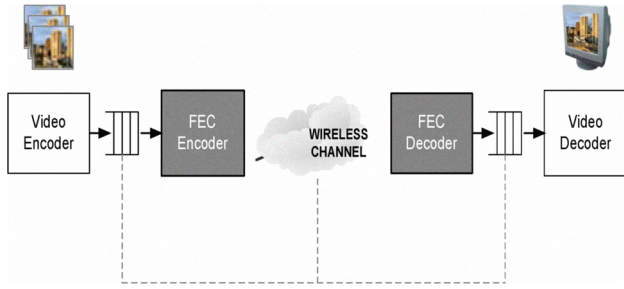 Video
Encoder
FEC
Encoder
WIRELESS
CHANNEL
FEC
Decoder
Video
Decoder